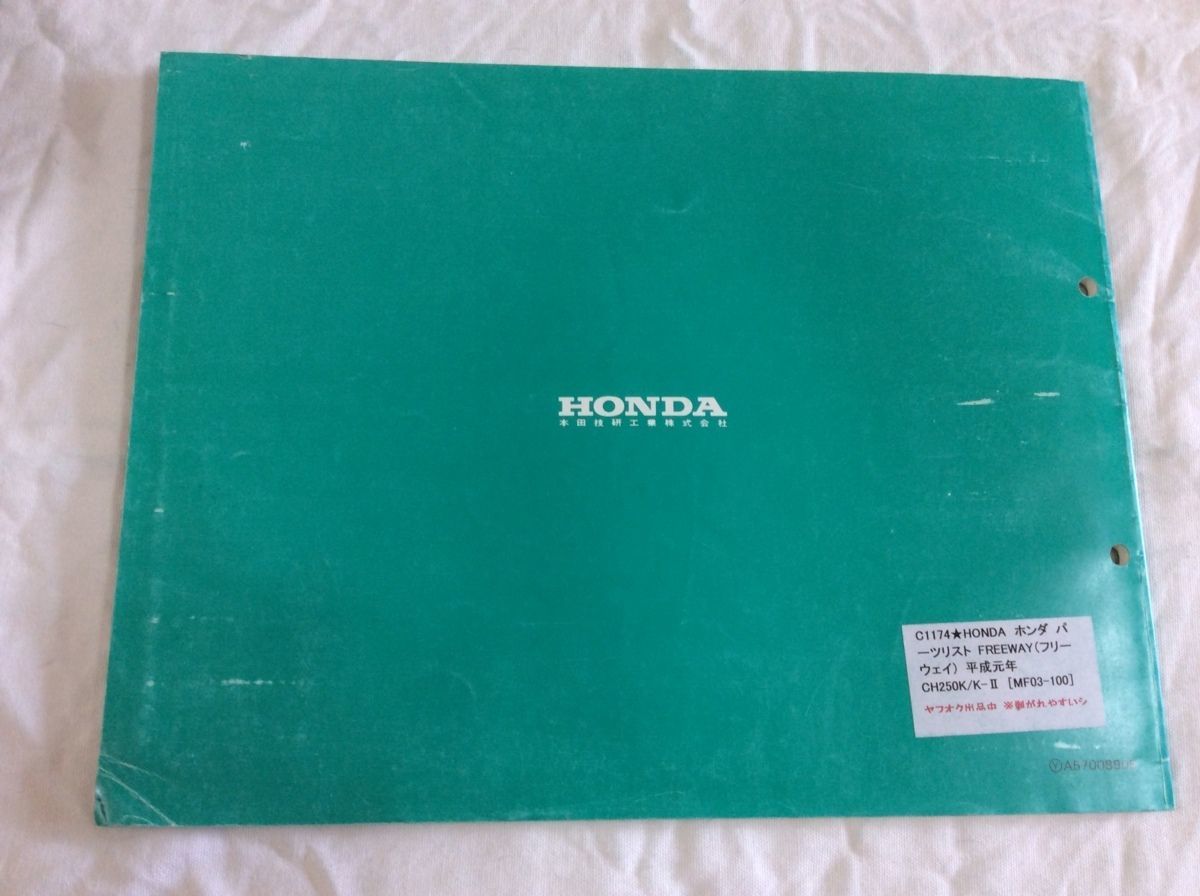 HONDA
本田技研工業株式会社
C1174★HONDA ホンダ パ
ーツリスト FREEWAY(フリー
ウェイ) 平成元年
CH250K/K-Ⅱ [MF03-100]
ヤフオク出品中 ※剝がれやすいシ